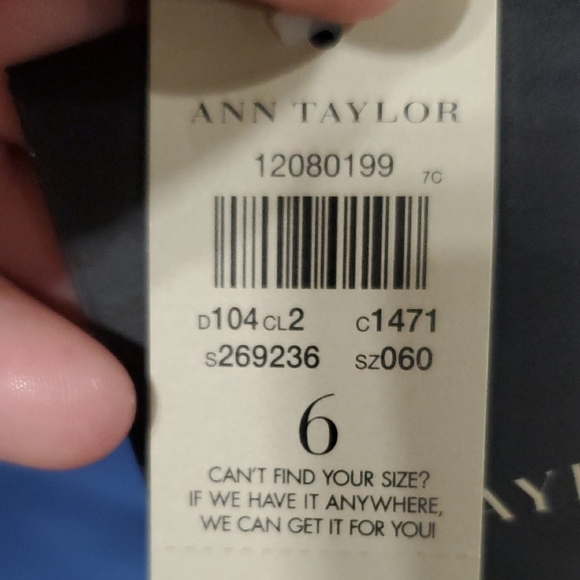 ANN TAYLOR
12080199 7C
D104 CL2 C1471
S269236 SZ060
6
CAN'T FIND YOUR SIZE?
IF WE HAVE IT ANYWHERE,
WE CAN GET IT FOR YOU!